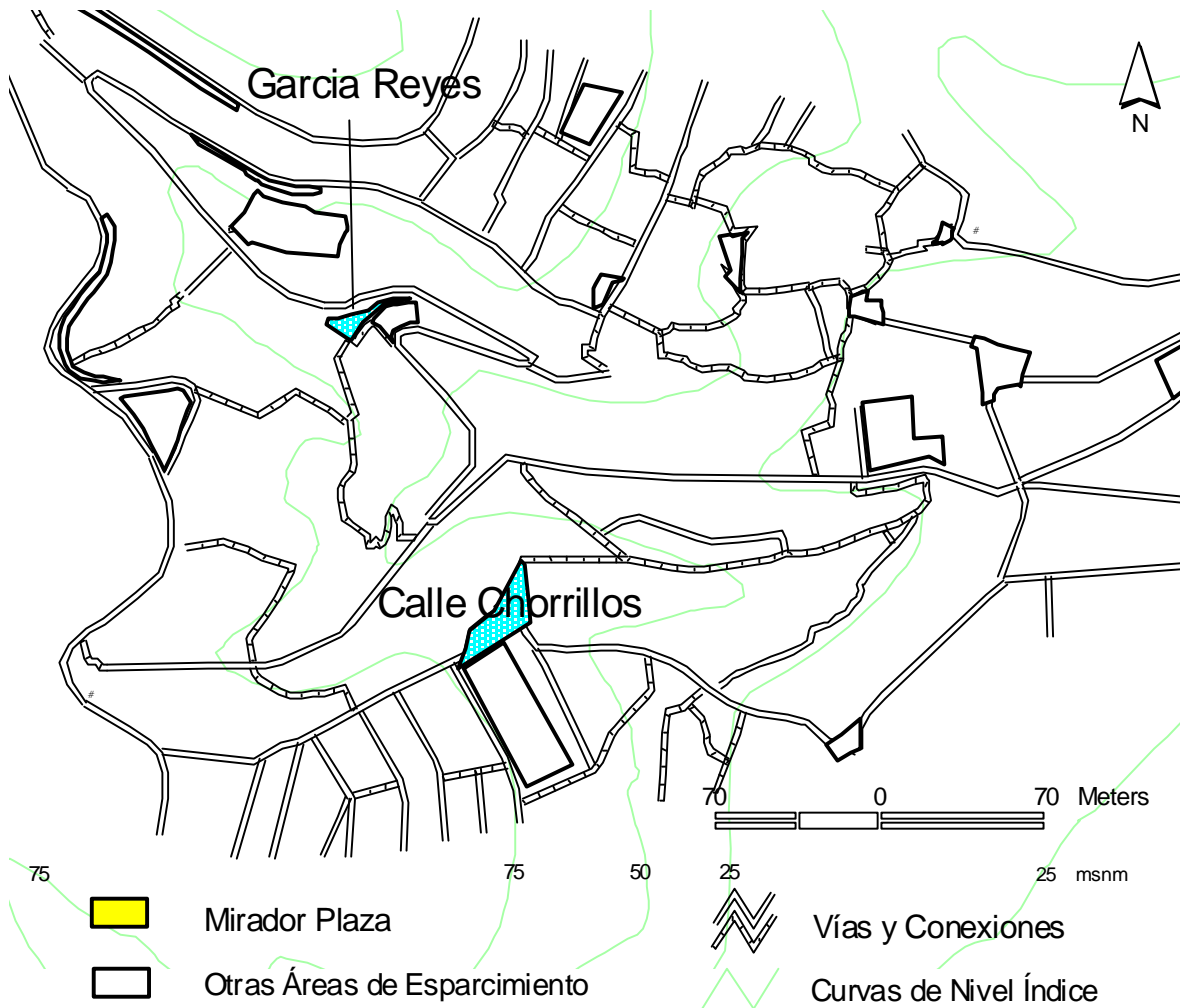 Garcia Reyes
N
#
Calle Chorrillos
#
70 0 70 Meters
75 75 50 25 25 msnm
Mirador Plaza
Vías y Conexiones
Otras Áreas de Esparcimiento
Curvas de Nivel Índice